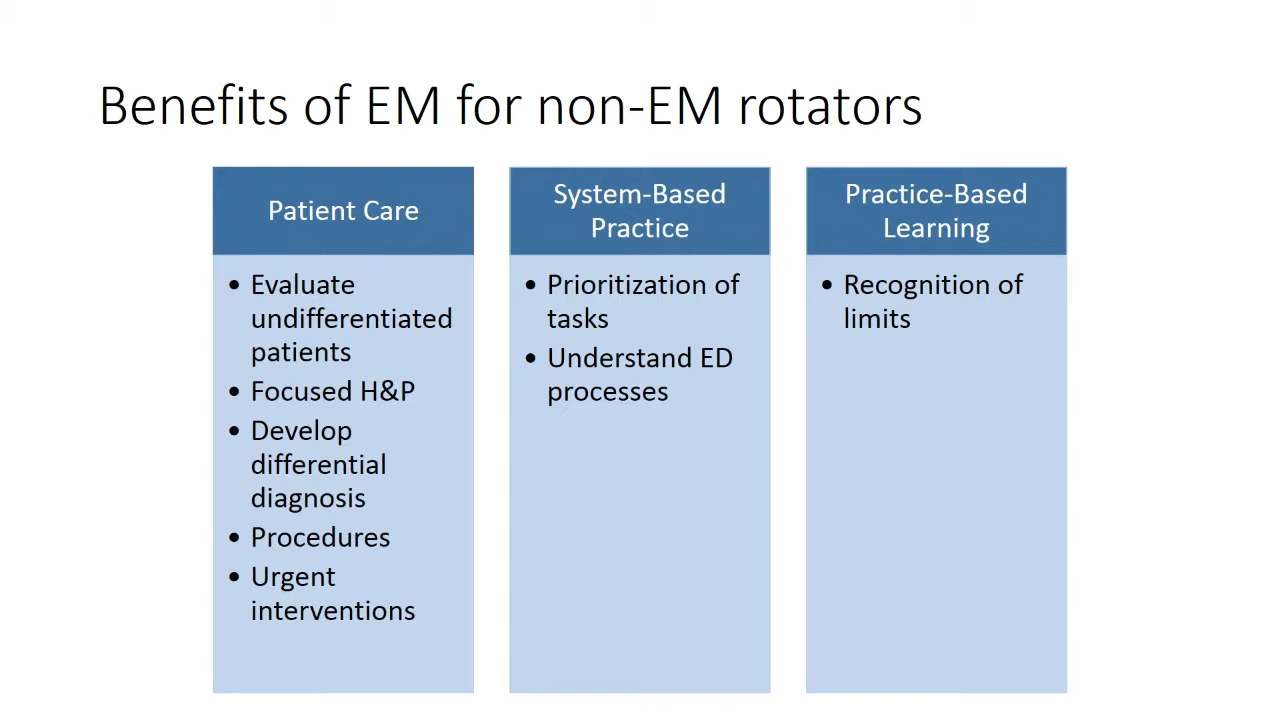 Benefits of EM for non-EM rotators
Patient Care
• Evaluate
undifferentiated
patients
• Focused H&P
• Develop
differential
diagnosis
• Procedures
• Urgent
interventions
System-Based
Practice
• Prioritization of
tasks
• Understand ED
processes
Practice-Based
Learning
• Recognition of
limits